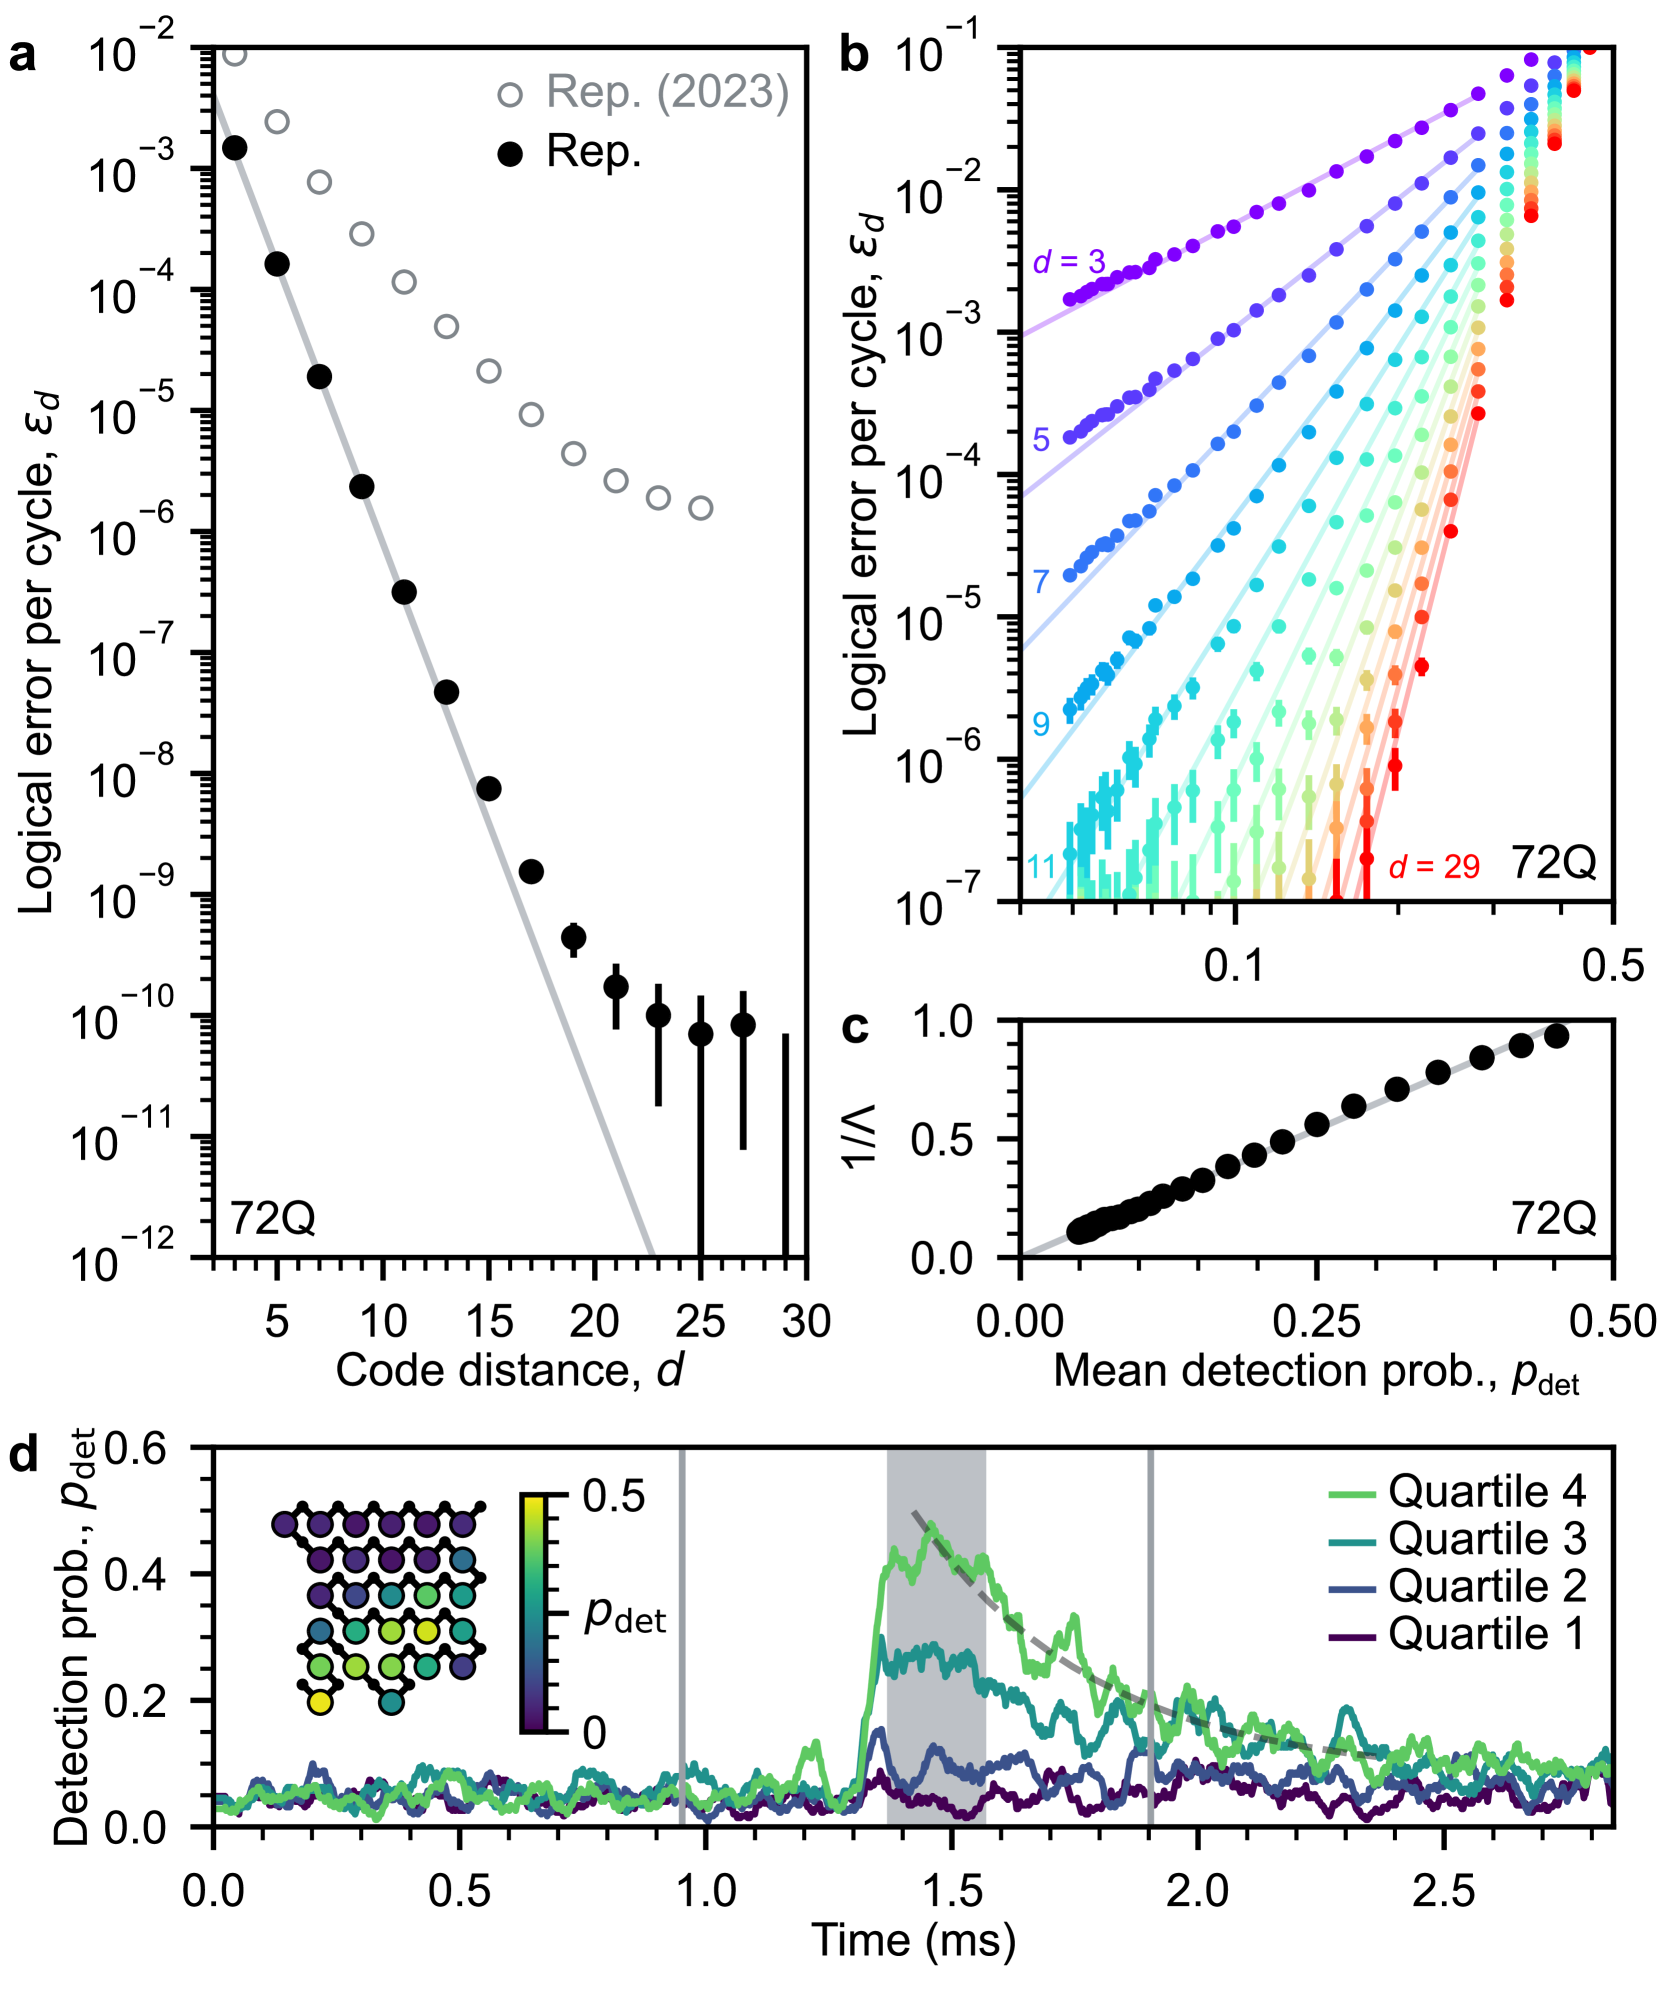 a
10−2
10−3
10−4
10−5
10−6
10−7
10−8
10−9
10−10
10−11
10−12
Logical error per cycle, εd
Rep. (2023)
Rep.
72Q
5 10 15 20 25 30
Code distance, d
b
10−1
10−2
10−3
10−4
10−5
10−6
10−7
Logical error per cycle, εd
d = 3
5
7
9
11
d = 29
72Q
0.1 0.5
c
1.0
0.5
0.0
1/Λ
72Q
0.00 0.25 0.50
Mean detection prob., pdet
d
0.6
0.4
0.2
0.0
Detection prob., pdet
0.5
pdet
0
Quartile 4
Quartile 3
Quartile 2
Quartile 1
0.0 0.5 1.0 1.5 2.0 2.5
Time (ms)